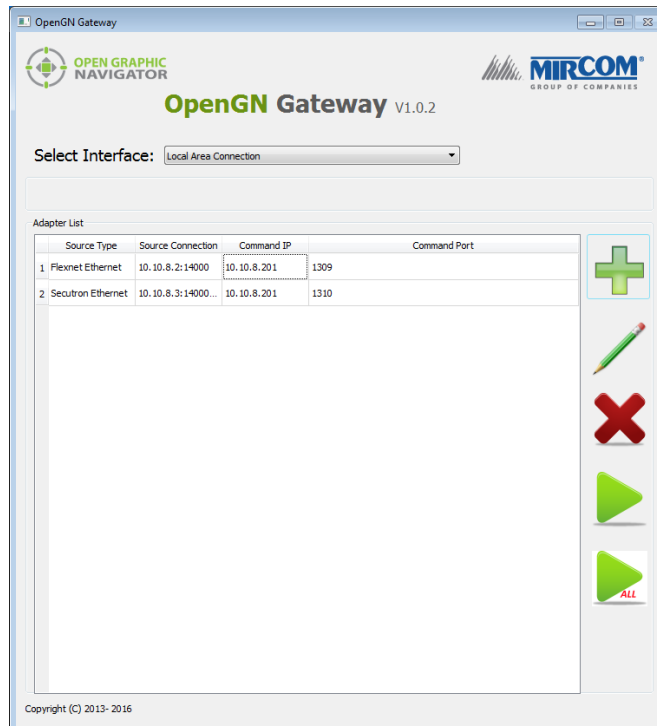 OpenGN Gateway
OPEN GRAPHIC
NAVIGATOR
MIRCOM®
GROUP OF COMPANIES
OpenGN Gateway V1.0.2
Select Interface: Local Area Connection
Adapter List
Source Type Source Connection Command IP Command Port
1 Flexnet Ethernet 10.10.8.2:14000 10.10.8.201 1309
2 Secutron Ethernet 10.10.8.3:14000... 10.10.8.201 1310
ALL
Copyright (C) 2013- 2016